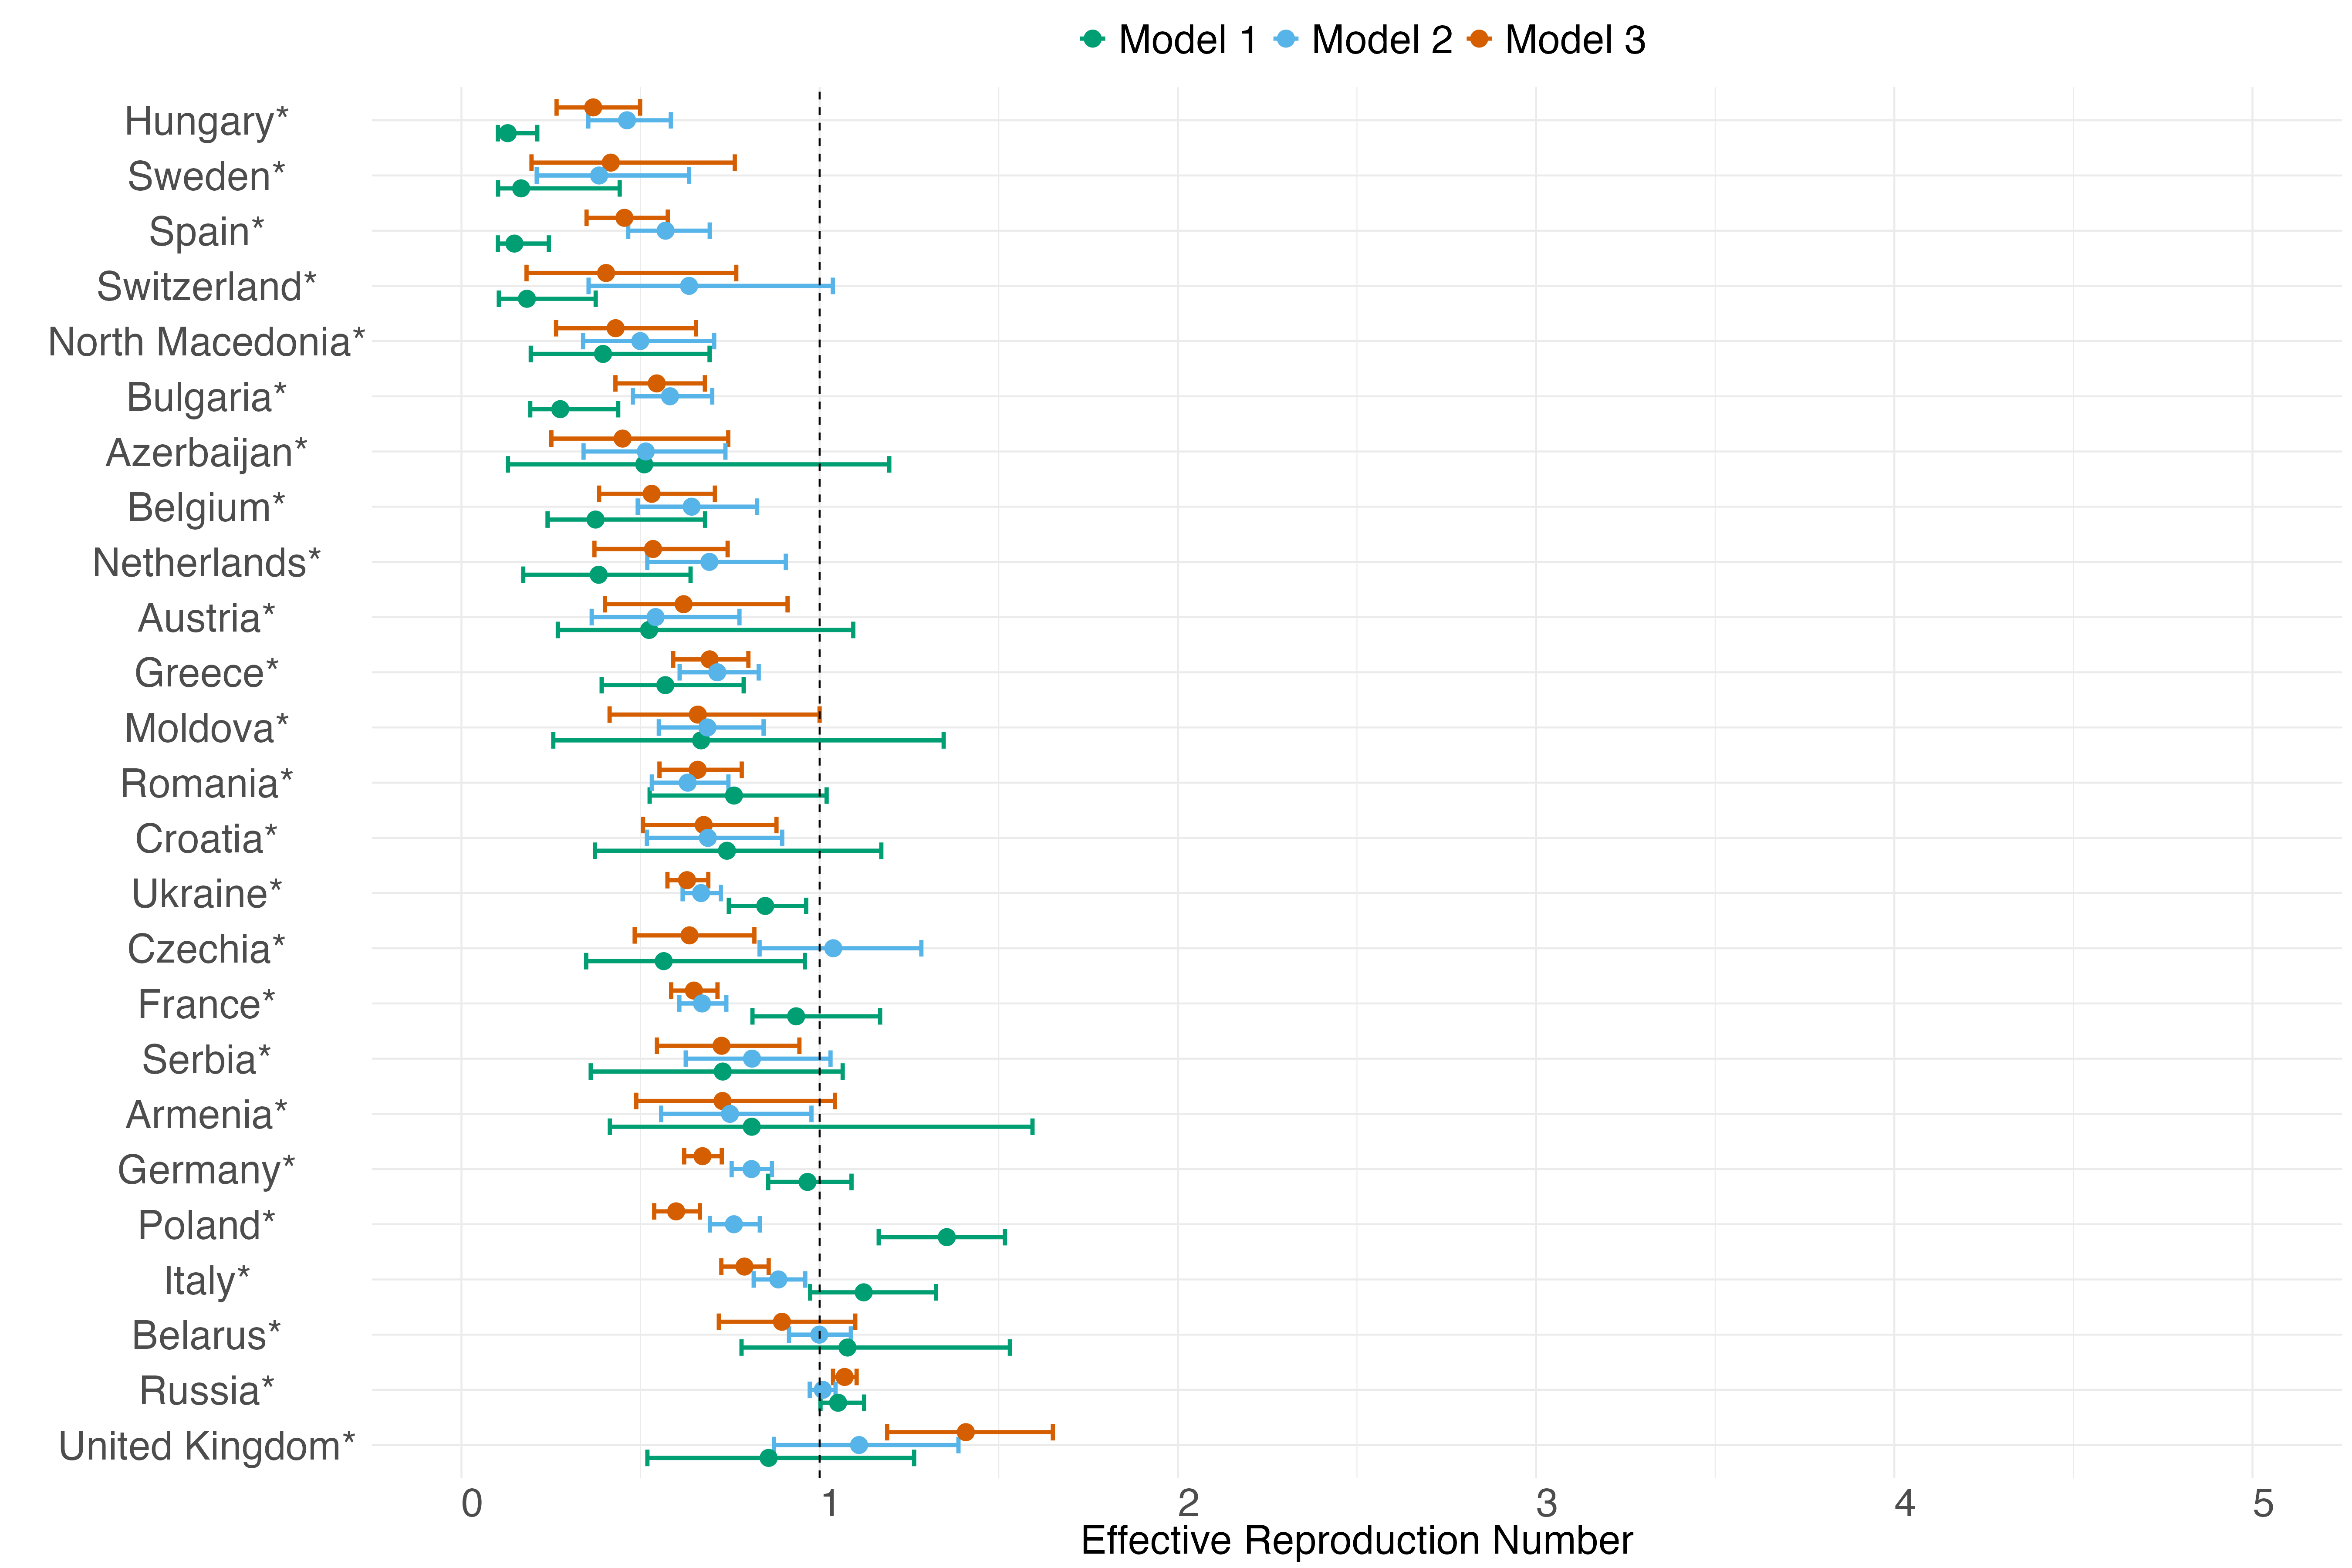 Model 1 Model 2 Model 3
Hungary*
Sweden*
Spain*
Switzerland*
North Macedonia*
Bulgaria*
Azerbaijan*
Belgium*
Netherlands*
Austria*
Greece*
Moldova*
Romania*
Croatia*
Ukraine*
Czechia*
France*
Serbia*
Armenia*
Germany*
Poland*
Italy*
Belarus*
Russia*
United Kingdom*
0 1 2 3 4 5
Effective Reproduction Number